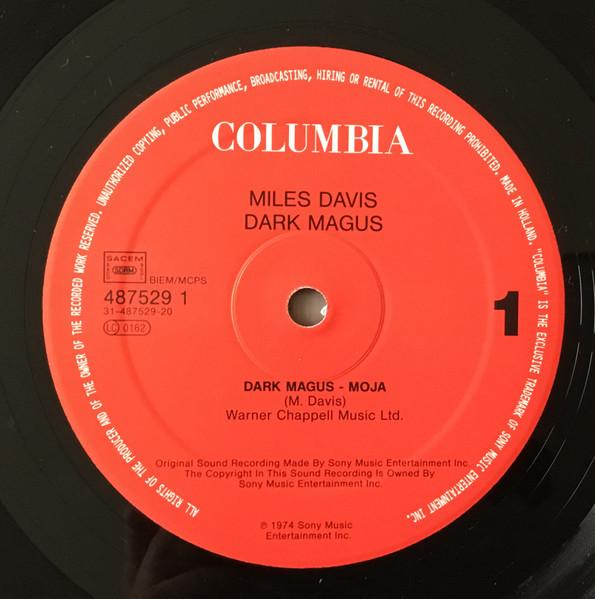 ALL RIGHTS OF THE PRODUCER AND OF THE OWNER OF THE RECORDED WORK RESERVED. UNAUTHORIZED COPYING, PUBLIC PERFORMANCE, BROADCASTING, HIRING OR RENTAL OF THIS RECORDING PROHIBITED. MADE IN HOLLAND. "COLUMBIA" IS THE EXCLUSIVE TRADEMARK OF SONY MUSIC ENTERTAINMENT INC.
COLUMBIA
MILES DAVIS
DARK MAGUS
SACEM
SDRM
BIEM/MCPS
487529 1
31-487529-20
LC 0162
1
DARK MAGUS - MOJA
(M. Davis)
Warner Chappell Music Ltd.
Original Sound Recording Made By Sony Music Entertainment Inc.
The Copyright In This Sound Recording Is Owned By
Sony Music Entertainment Inc.
℗ 1974 Sony Music
Entertainment Inc.